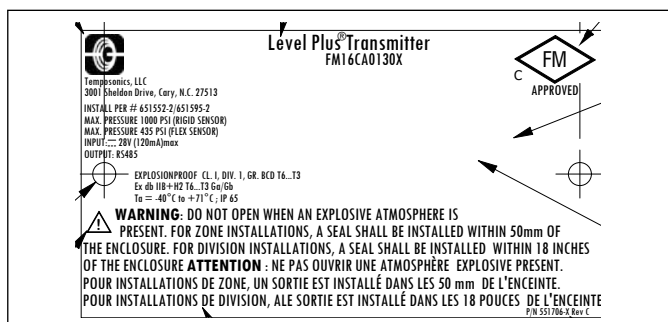 Level Plus® Transmitter
FM16CA0130X
FM
C
APPROVED
Temposonics, LLC
3001 Sheldon Drive, Cary, N.C. 27513
INSTALL PER # 651552-2/651595-2
MAX. PRESSURE 1000 PSI (RIGID SENSOR)
MAX. PRESSURE 435 PSI (FLEX SENSOR)
INPUT: ⎓ 28V (120mA)max
OUTPUT: RS485
EXPLOSIONPROOF CL. I, DIV. 1, GR. BCD T6...T3
Ex db IIB+H2 T6...T3 Ga/Gb
Ta = -40°C to +71°C ; IP 65
WARNING: DO NOT OPEN WHEN AN EXPLOSIVE ATMOSPHERE IS
PRESENT. FOR ZONE INSTALLATIONS, A SEAL SHALL BE INSTALLED WITHIN 50mm OF
THE ENCLOSURE. FOR DIVISION INSTALLATIONS, A SEAL SHALL BE INSTALLED WITHIN 18 INCHES
OF THE ENCLOSURE ATTENTION : NE PAS OUVRIR UNE ATMOSPHÈRE EXPLOSIVE PRESENT.
POUR INSTALLATIONS DE ZONE, UN SORTIE EST INSTALLÉ DANS LES 50 mm DE L'ENCEINTE.
POUR INSTALLATIONS DE DIVISION, ALE SORTIE EST INSTALLÉ DANS LES 18 POUCES DE L'ENCEINTE
P/N 551706-X Rev C